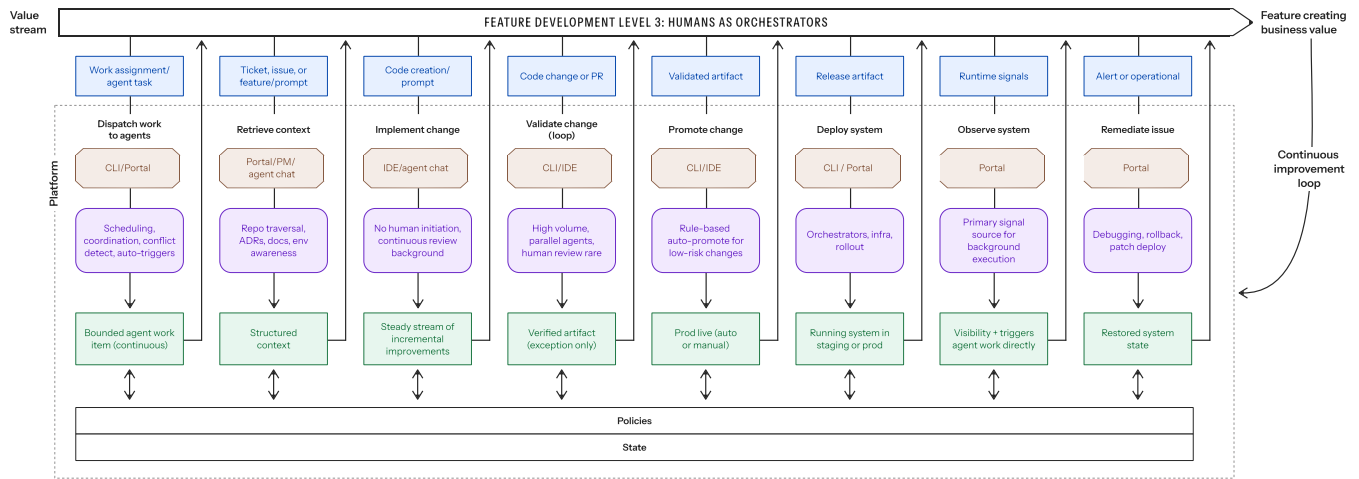 Value
stream
FEATURE DEVELOPMENT LEVEL 3: HUMANS AS ORCHESTRATORS
Feature creating
business value
Work assignment/
agent task
Ticket, issue, or
feature/prompt
Code creation/
prompt
Code change or PR
Validated artifact
Release artifact
Runtime signals
Alert or operational
Dispatch work
to agents
Retrieve context
Implement change
Validate change
(loop)
Promote change
Deploy system
Observe system
Remediate issue
Platform
CLI/Portal
Portal/PM/
agent chat
IDE/agent chat
CLI/IDE
CLI/IDE
CLI / Portal
Portal
Portal
Continuous
improvement
loop
Scheduling,
coordination, conflict
detect, auto-triggers
Repo traversal,
ADRs, docs, env
awareness
No human initiation,
continuous review
background
High volume,
parallel agents,
human review rare
Rule-based
auto-promote for
low-risk changes
Orchestrators, infra,
rollout
Primary signal
source for
background
execution
Debugging, rollback,
patch deploy
Bounded agent work
item (continuous)
Structured
context
Steady stream of
incremental
improvements
Verified artifact
(exception only)
Prod live (auto
or manual)
Running system in
staging or prod
Visibility + triggers
agent work directly
Restored system
state
Policies
State